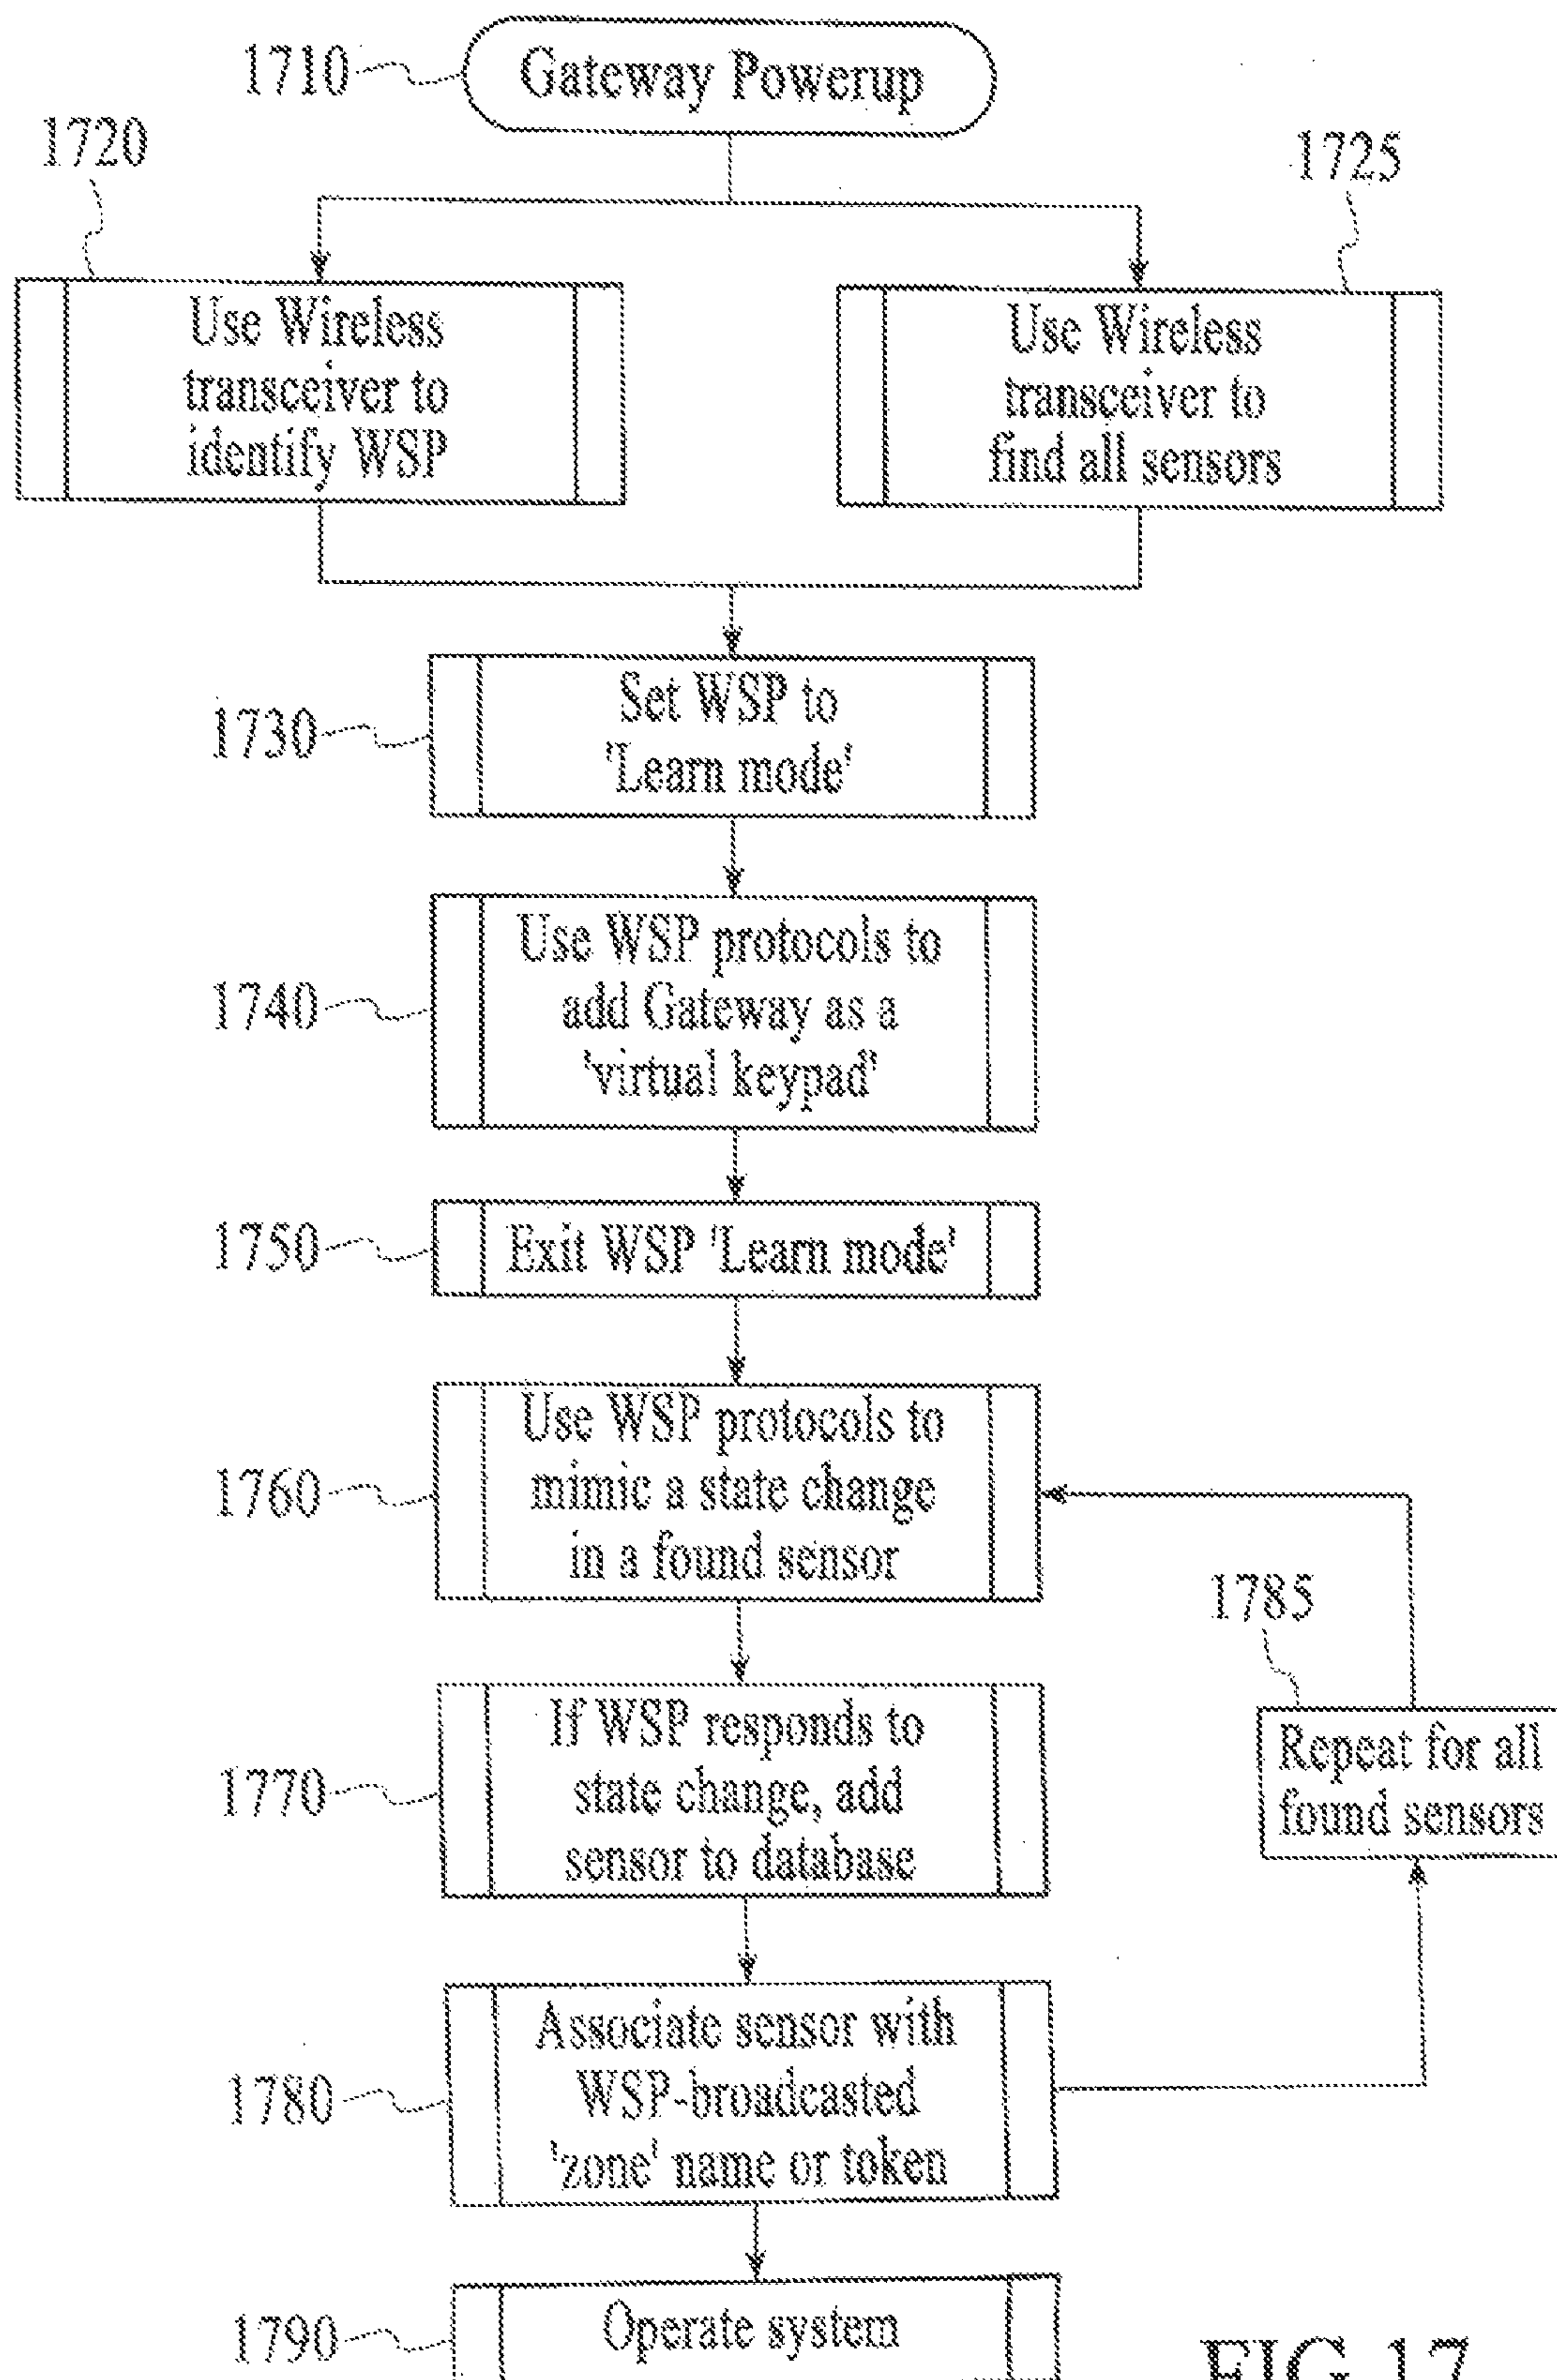 1710
Gateway Powerup
1720
1725
Use Wireless
transceiver to
identify WSP
Use Wireless
transceiver to
find all sensors
1730
Set WSP to
'Learn mode'
1740
Use WSP protocols to
add Gateway as a
'virtual keypad'
1750
Exit WSP 'Learn mode'
1760
Use WSP protocols to
mimic a state change
in a found sensor
1785
Repeat for all
found sensors
1770
If WSP responds to
state change, add
sensor to database
1780
Associate sensor with
WSP-broadcasted
'zone' name or token
1790
Operate system
FIG 17